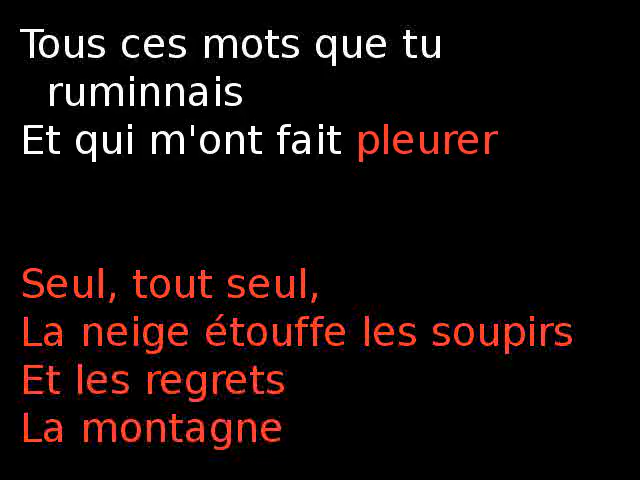 Tous ces mots que tu
ruminnais
Et qui m'ont fait pleurer
Seul, tout seul,
La neige étouffe les soupirs
Et les regrets
La montagne